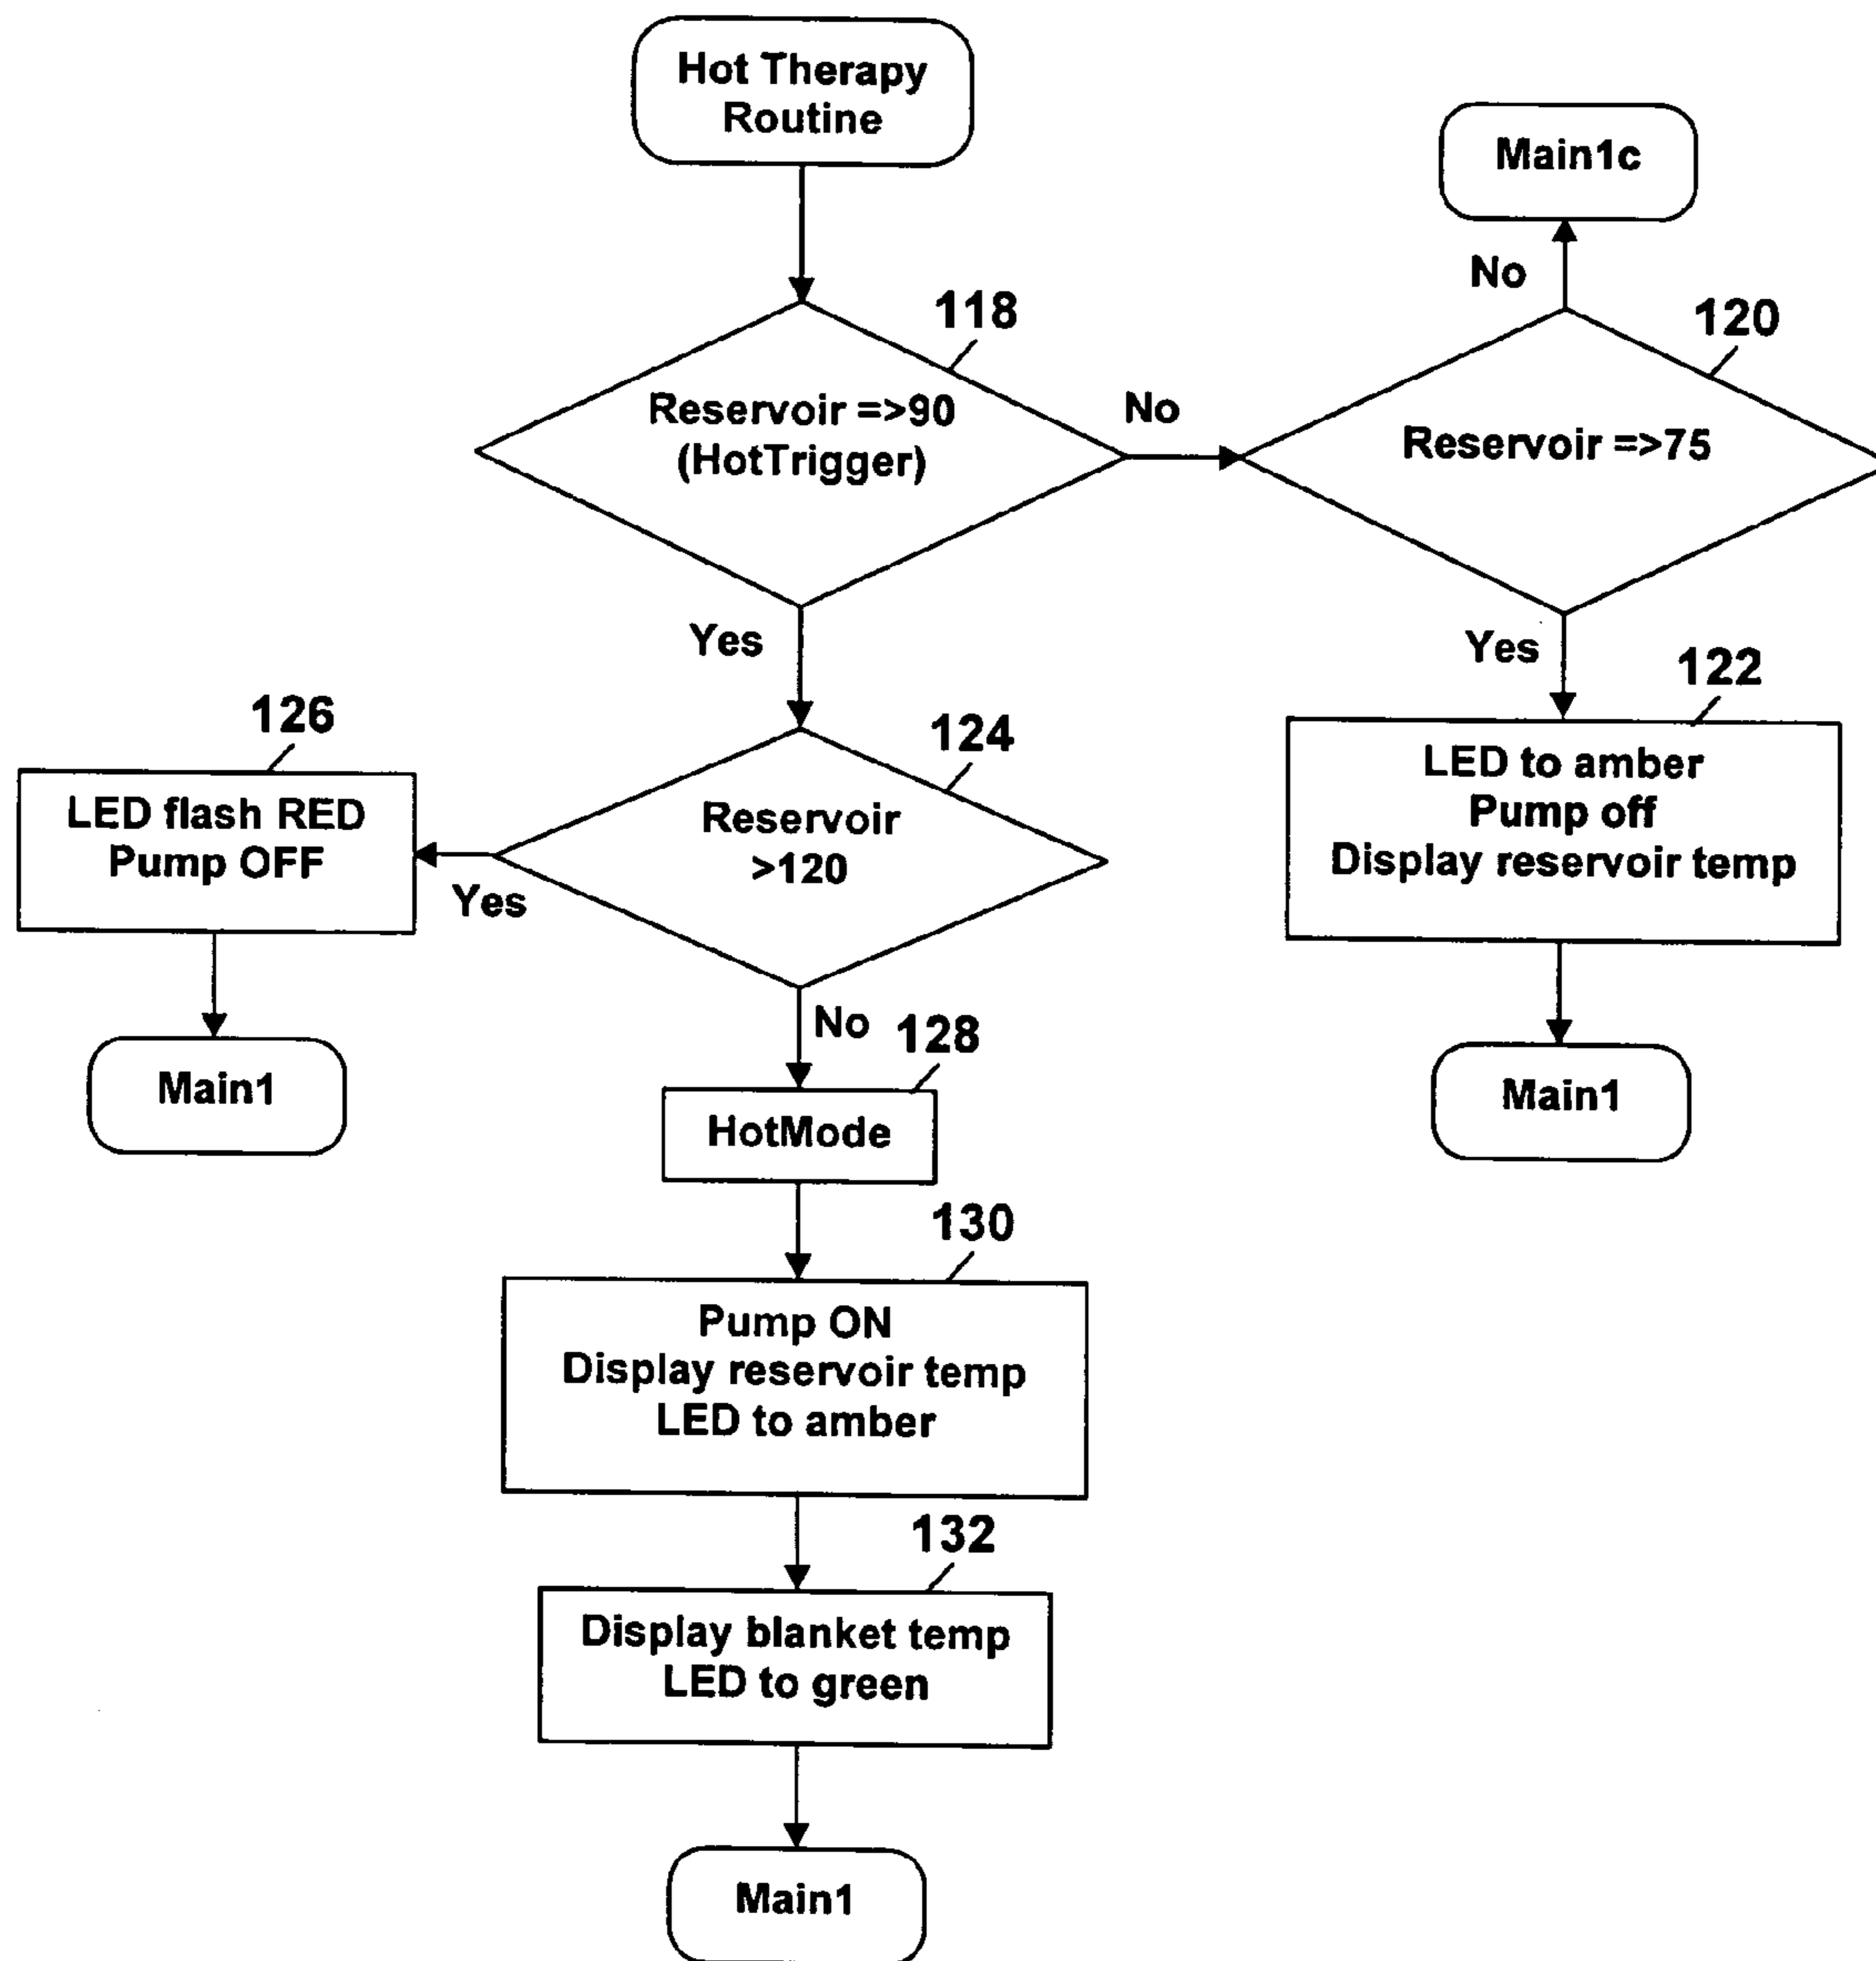 Hot Therapy
Routine
Main1c
No
118
120
Reservoir =>90
(HotTrigger)
No
Reservoir =>75
Yes
Yes
122
126
124
LED to amber
Pump off
Display reservoir temp
LED flash RED
Pump OFF
Reservoir
>120
Yes
No
128
Main1
Main1
HotMode
130
Pump ON
Display reservoir temp
LED to amber
132
Display blanket temp
LED to green
Main1